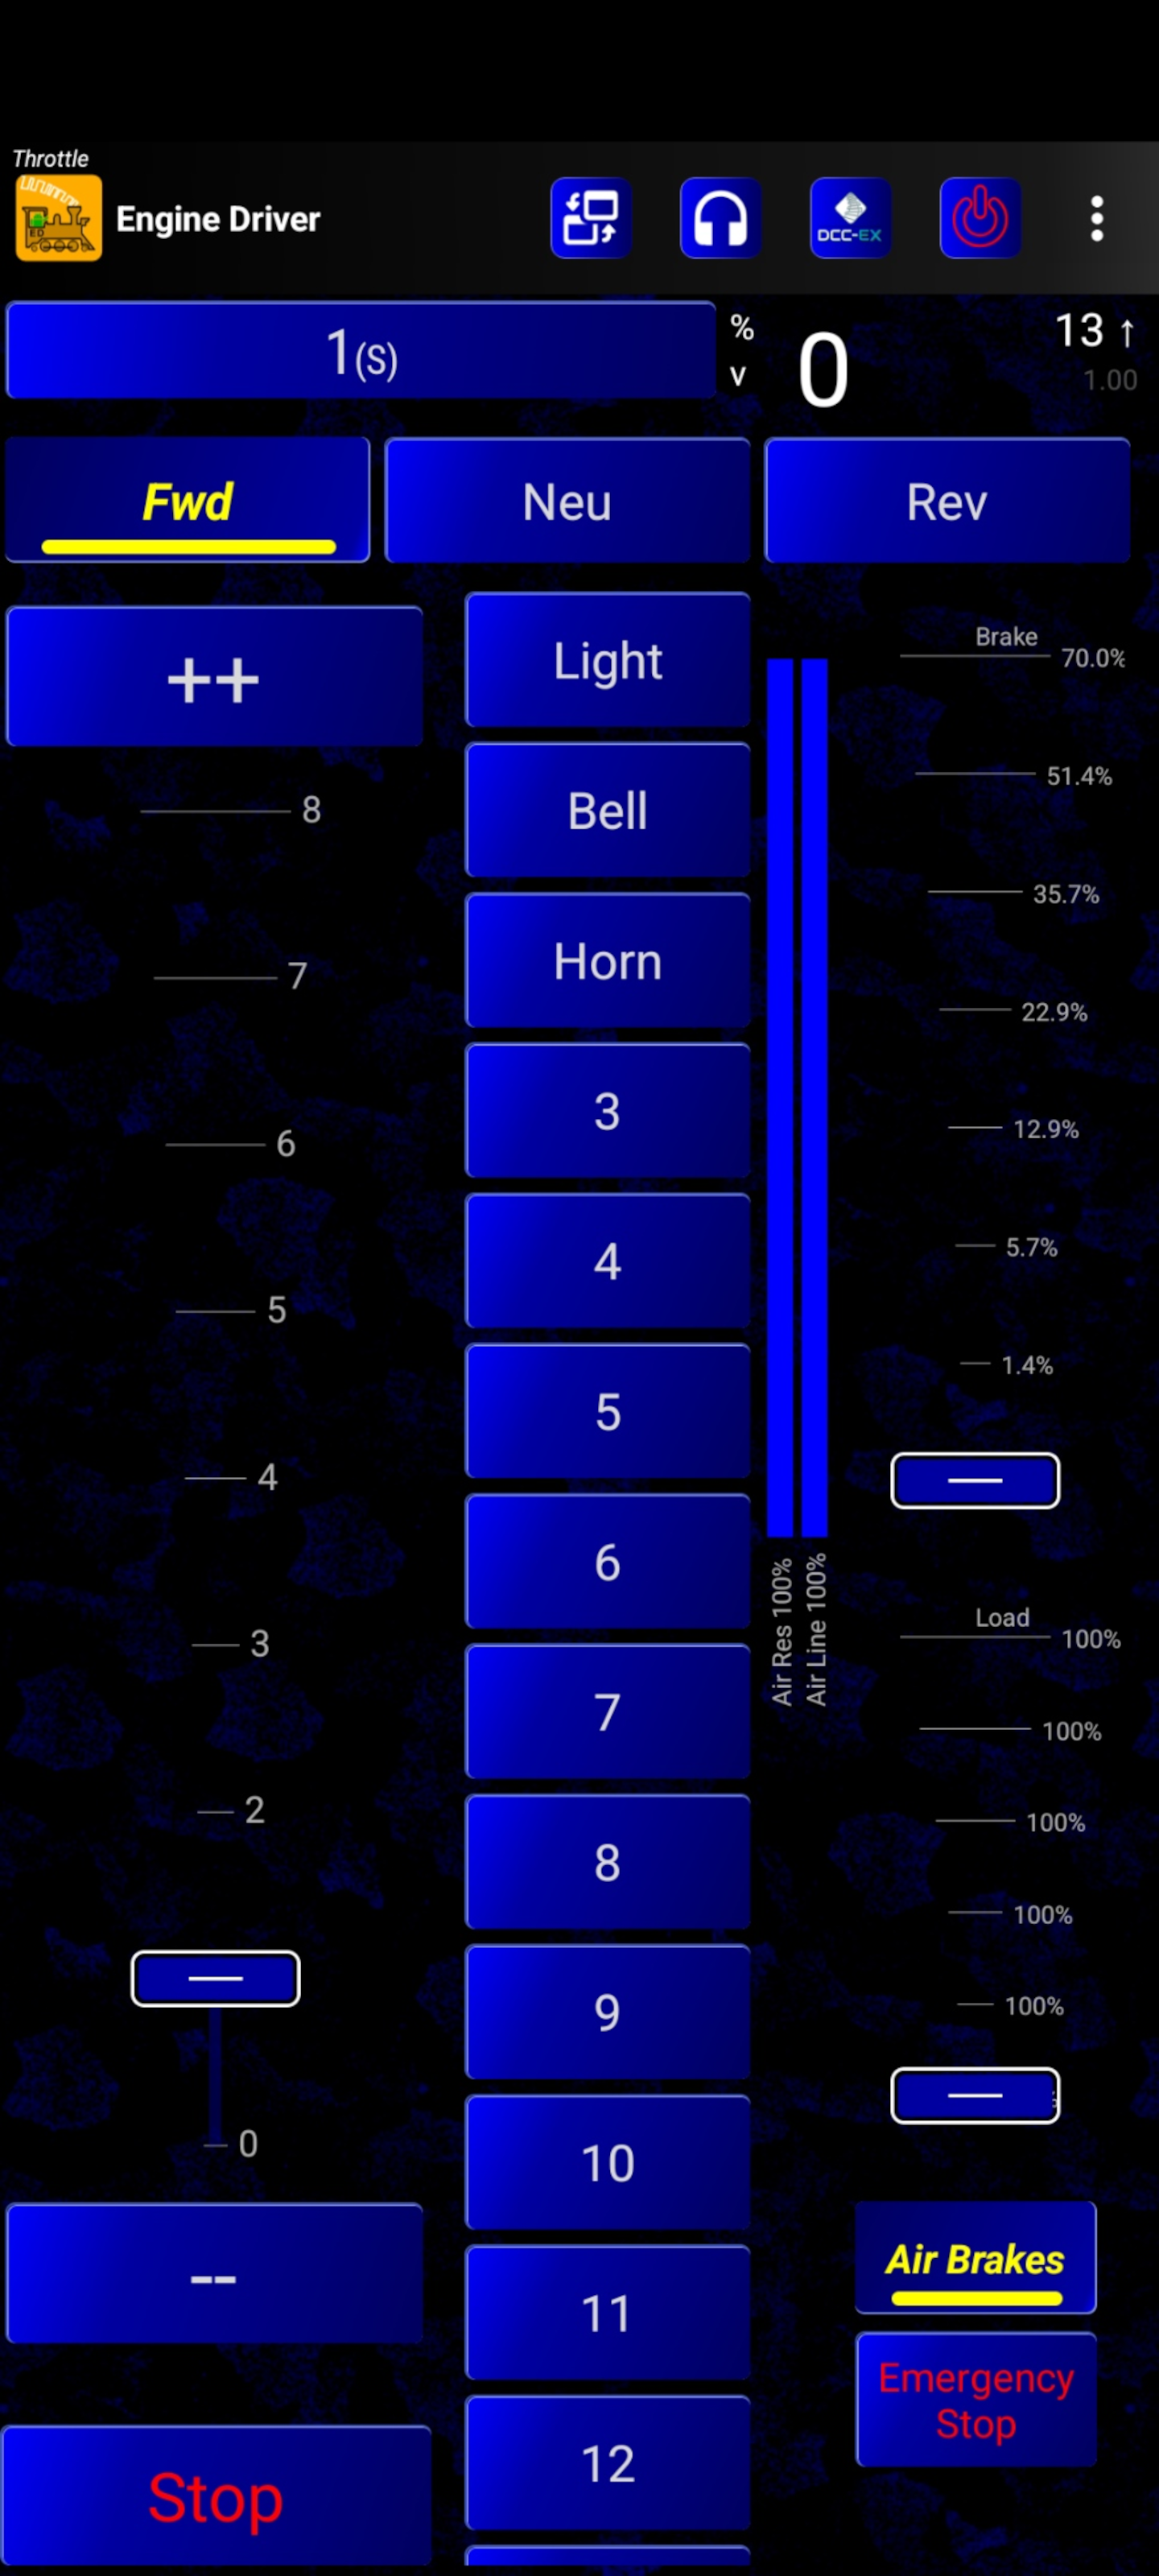 Throttle
Engine Driver
DCC-EX
1(S)
%
v
0
13 ↑
1.00
Fwd
Neu
Rev
++
8
7
6
5
4
3
2
0
--
Stop
Light
Bell
Horn
3
4
5
6
7
8
9
10
11
12
Air Res 100%
Air Line 100%
Brake
70.0%
51.4%
35.7%
22.9%
12.9%
5.7%
1.4%
Load
100%
100%
100%
100%
100%
Air Brakes
Emergency
Stop